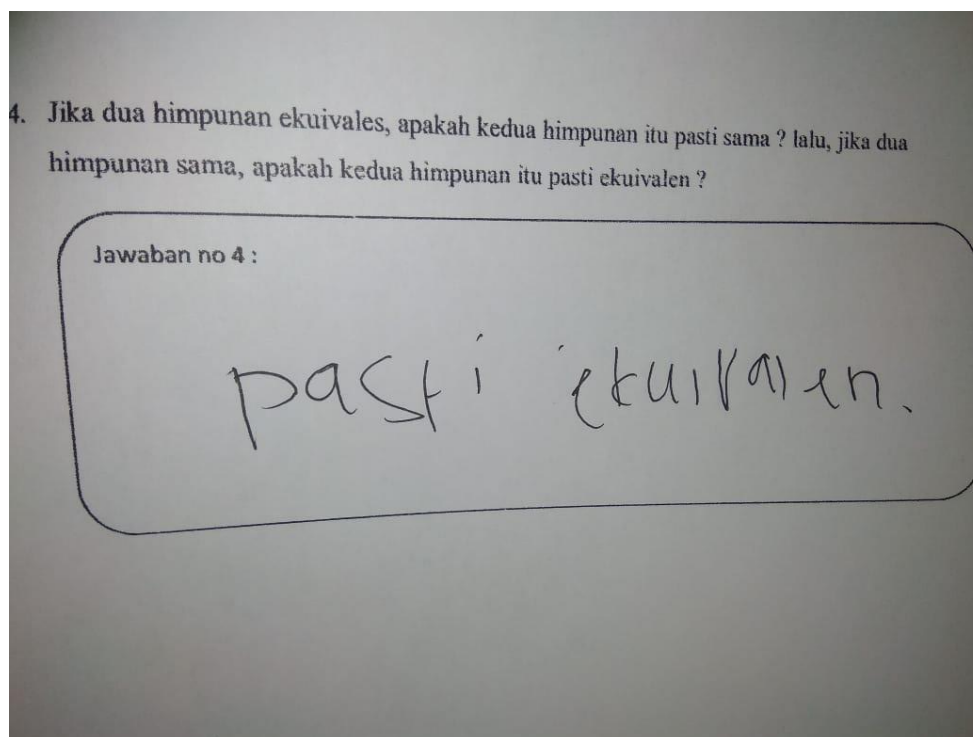 4. Jika dua himpunan ekuivales, apakah kedua himpunan itu pasti sama ? lalu, jika dua
himpunan sama, apakah kedua himpunan itu pasti ekuivalen ?
Jawaban no 4 :
pasti ekuivalen.